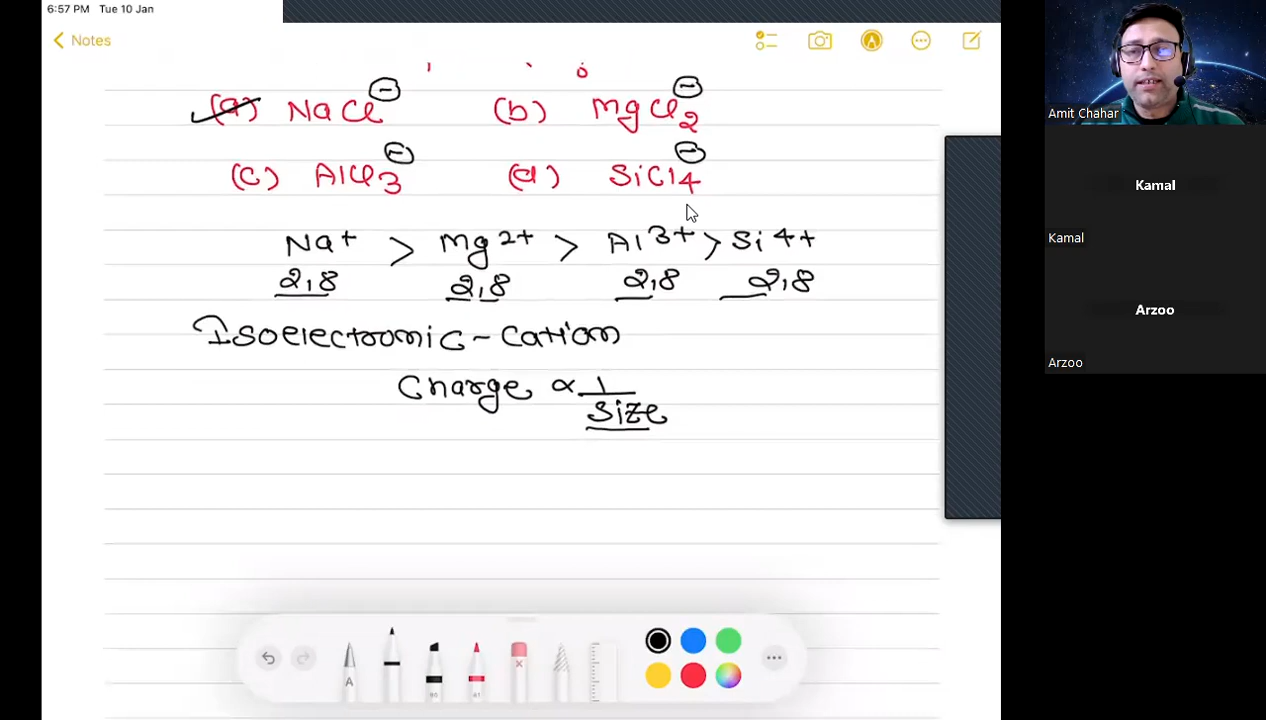 6:57 PM Tue 10 Jan
Notes
(a) NaCl ⊖ (b) MgCl2 ⊖
(c) AlCl3 ⊖ (d) SiCl4 ⊖
Na+ > Mg2+ > Al3+ > Si4+
2,8 2,8 2,8 2,8
Isoelectronic - Cation
Charge ∝ 1/Size
Amit Chahar
Kamal
Kamal
Arzoo
Arzoo
A